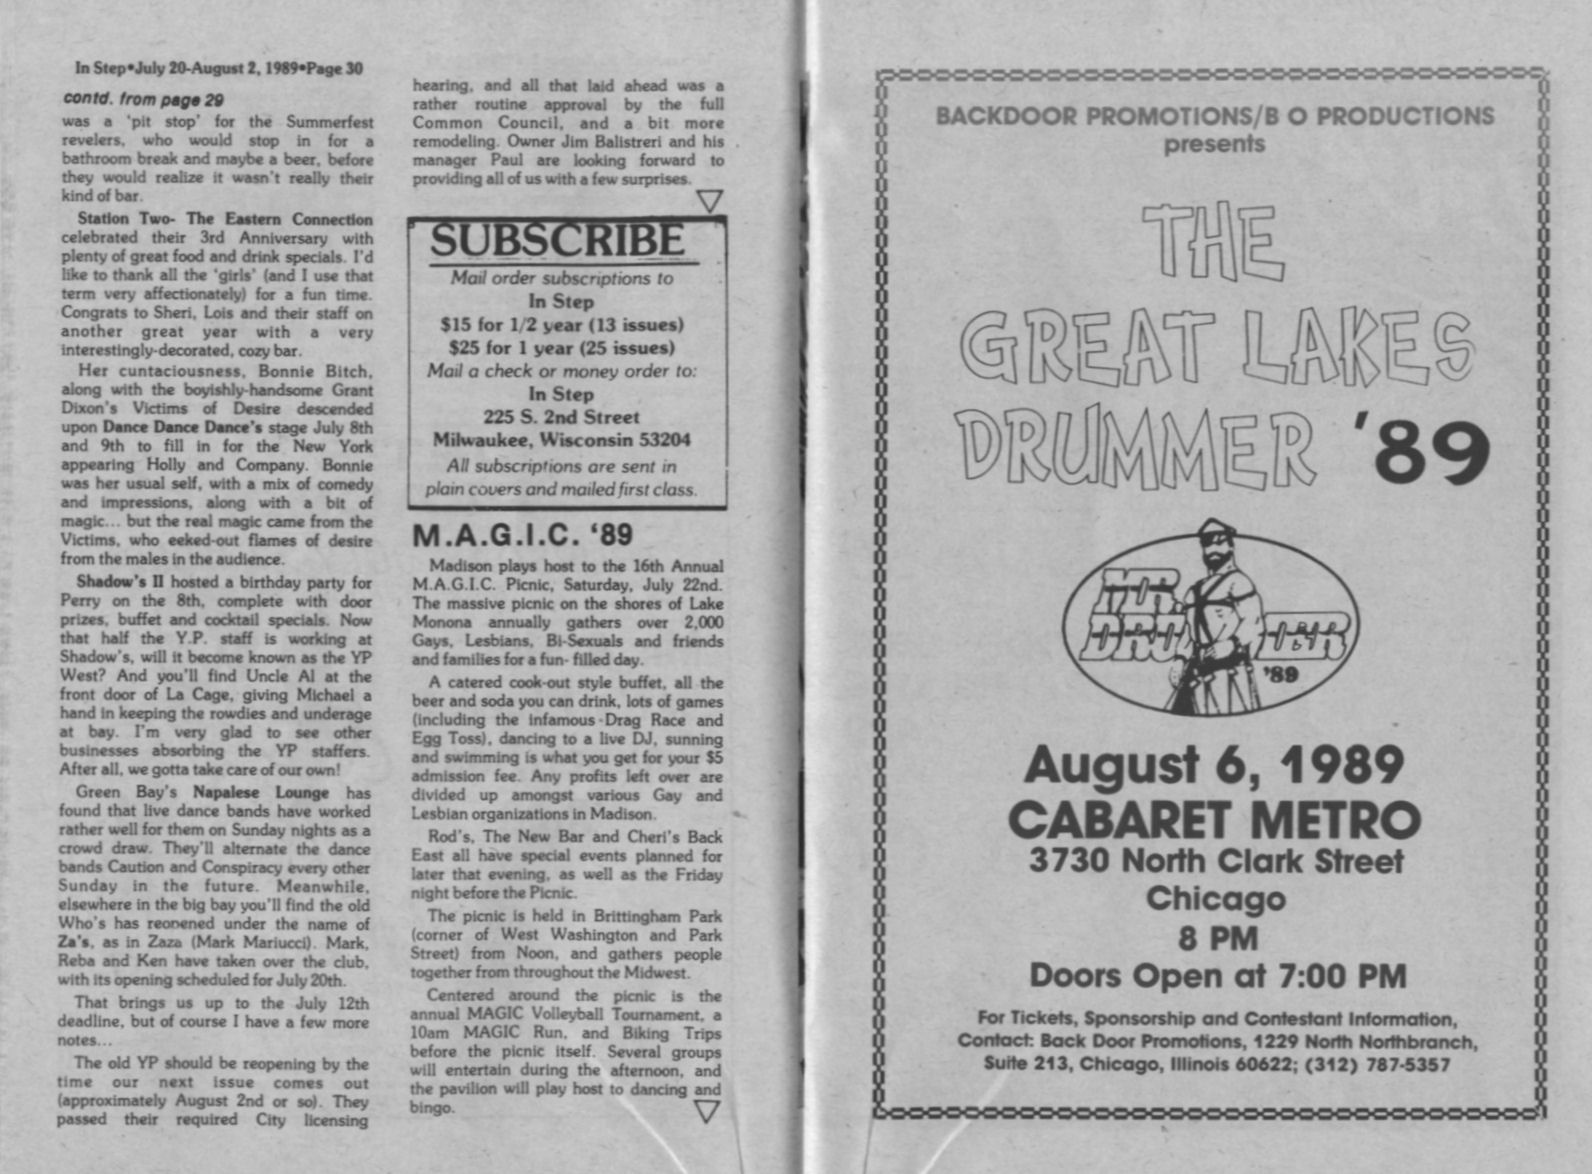 In Step•July 20-August 2, 1989•Page 30
contd. from page 29
was a 'pit stop' for the Summerfest
revelers, who would stop in for a
bathroom break and maybe a beer, before
they would realize it wasn't really their
kind of bar.
Station Two- The Eastern Connection
celebrated their 3rd Anniversary with
plenty of great food and drink specials. I'd
like to thank all the 'girls' (and I use that
term very affectionately) for a fun time.
Congrats to Sheri, Lois and their staff on
another great year with a very
interestingly-decorated, cozy bar.
Her cuntaciousness, Bonnie Bitch,
along with the boyishly-handsome Grant
Dixon's Victims of Desire descended
upon Dance Dance Dance's stage July 8th
and 9th to fill in for the New York
appearing Holly and Company. Bonnie
was her usual self, with a mix of comedy
and impressions, along with a bit of
magic... but the real magic came from the
Victims, who eeked-out flames of desire
from the males in the audience.
Shadow's II hosted a birthday party for
Perry on the 8th, complete with door
prizes, buffet and cocktail specials. Now
that half the Y.P. staff is working at
Shadow's, will it become known as the YP
West? And you'll find Uncle Al at the
front door of La Cage, giving Michael a
hand in keeping the rowdies and underage
at bay. I'm very glad to see other
businesses absorbing the YP staffers.
After all, we gotta take care of our own!
Green Bay's Napalese Lounge has
found that live dance bands have worked
rather well for them on Sunday nights as a
crowd draw. They'll alternate the dance
bands Caution and Conspiracy every other
Sunday in the future. Meanwhile,
elsewhere in the big bay you'll find the old
Who's has reonened under the name of
Za's, as in Zaza (Mark Mariucci). Mark,
Reba and Ken have taken over the club,
with its opening scheduled for July 20th.
That brings us up to the July 12th
deadline, but of course I have a few more
notes...
The old YP should be reopening by the
time our next issue comes out
(approximately August 2nd or so). They
passed their required City licensing
hearing, and all that laid ahead was a
rather routine approval by the full
Common Council, and a bit more
remodeling. Owner Jim Balistreri and his
manager Paul are looking forward to
providing all of us with a few surprises.
SUBSCRIBE
Mail order subscriptions to
In Step
$15 for 1/2 year (13 issues)
$25 for 1 year (25 issues)
Mail a check or money order to:
In Step
225 S. 2nd Street
Milwaukee, Wisconsin 53204
All subscriptions are sent in
plain covers and mailed first class.
M.A.G.I.C. '89
Madison plays host to the 16th Annual
M.A.G.I.C. Picnic, Saturday, July 22nd.
The massive picnic on the shores of Lake
Monona annually gathers over 2,000
Gays, Lesbians, Bi-Sexuals and friends
and families for a fun- filled day.
A catered cook-out style buffet, all the
beer and soda you can drink, lots of games
(including the infamous Drag Race and
Egg Toss), dancing to a live DJ, sunning
and swimming is what you get for your $5
admission fee. Any profits left over are
divided up amongst various Gay and
Lesbian organizations in Madison.
Rod's, The New Bar and Cheri's Back
East all have special events planned for
later that evening, as well as the Friday
night before the Picnic.
The picnic is held in Brittingham Park
(corner of West Washington and Park
Street) from Noon, and gathers people
together from throughout the Midwest.
Centered around the picnic is the
annual MAGIC Volleyball Tournament, a
10am MAGIC Run, and Biking Trips
before the picnic itself. Several groups
will entertain during the afternoon, and
the pavilion will play host to dancing and
bingo.
BACKDOOR PROMOTIONS/B O PRODUCTIONS
presents
THE
GREAT LAKES
DRUMMER '89
MR.
'89
August 6, 1989
CABARET METRO
3730 North Clark Street
Chicago
8 PM
Doors Open at 7:00 PM
For Tickets, Sponsorship and Contestant Information,
Contact: Back Door Promotions, 1229 North Northbranch,
Suite 213, Chicago, Illinois 60622; (312) 787-5357